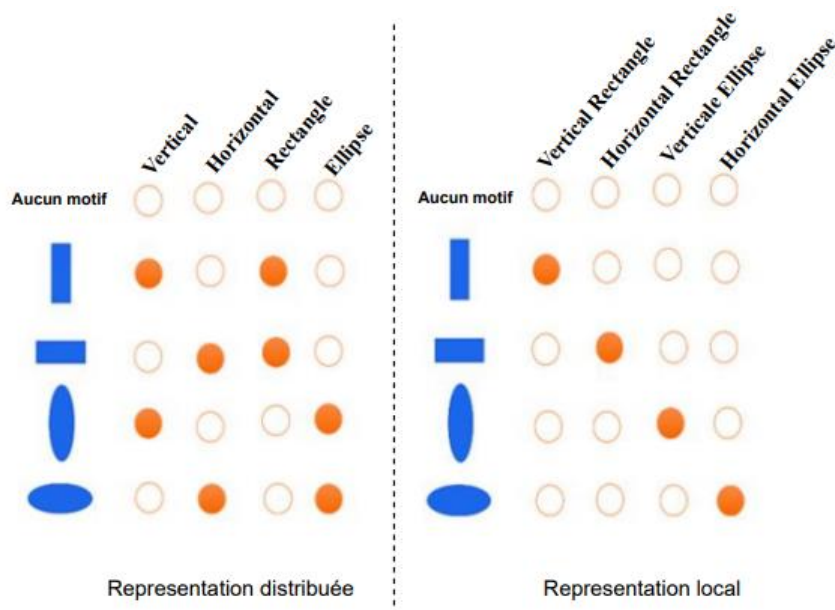 Vertical
Horizontal
Rectangle
Ellipse
Aucun motif
Representation distribuée
Vertical Rectangle
Horizontal Rectangle
Verticale Ellipse
Horizontal Ellipse
Aucun motif
Representation local